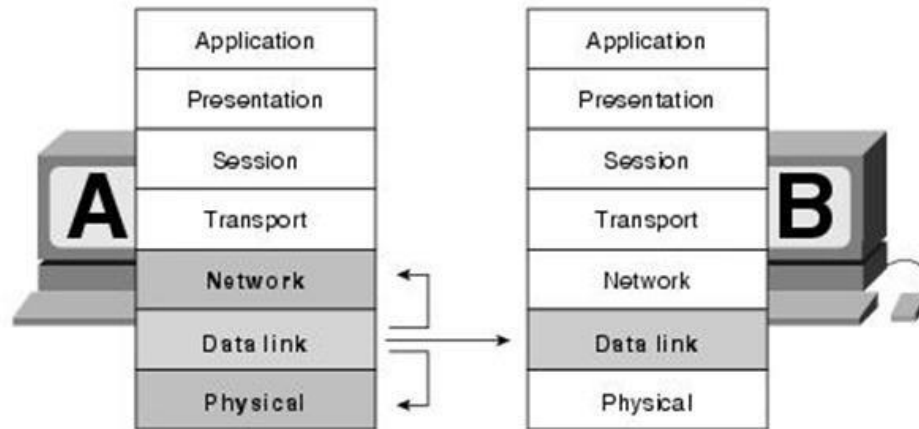 A
Application
Presentation
Session
Transport
Network
Data link
Physical
Application
Presentation
Session
Transport
Network
Data link
Physical
B